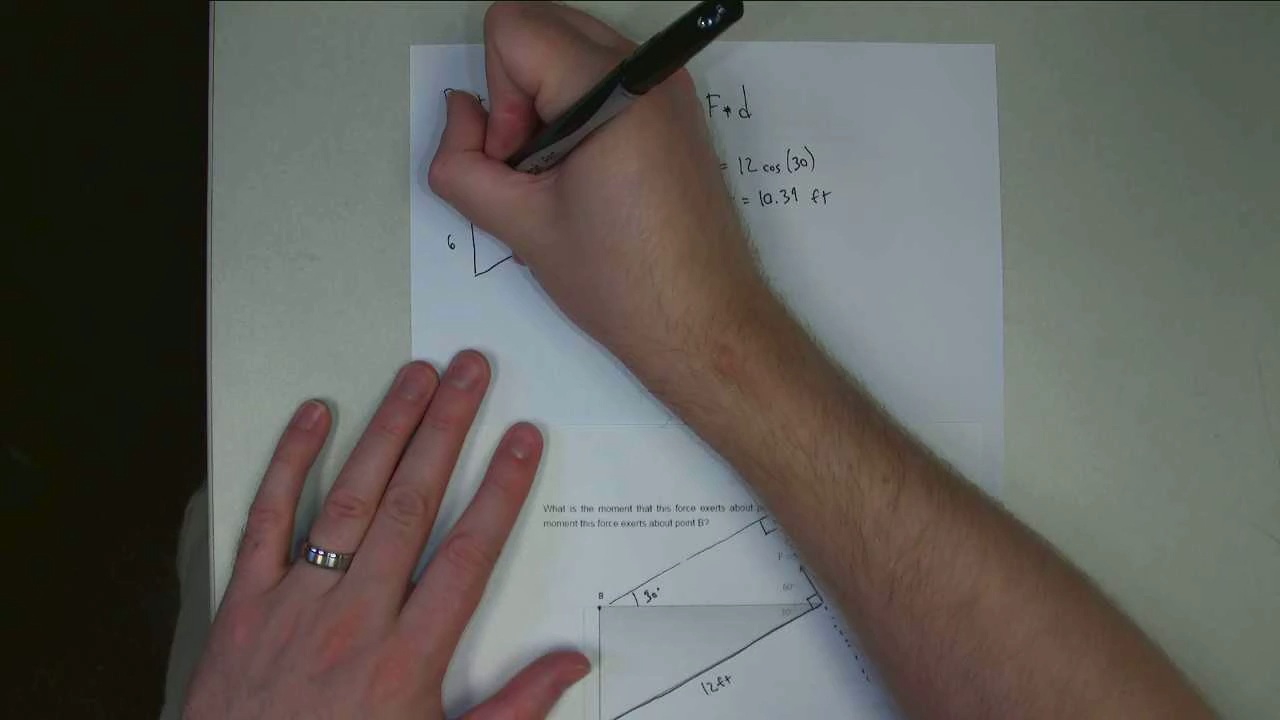 F * d
= 12 cos (30)
= 10.39 ft
6
What is the moment that this force exerts about
moment this force exerts about point B?
B
30°
60°
12 ft